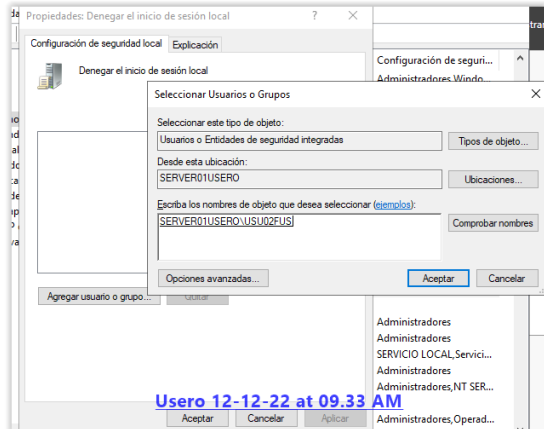 Propiedades: Denegar el inicio de sesión local
Configuración de seguridad local
Explicación
Denegar el inicio de sesión local
Configuración de seguri...
Administradores Windo...
Seleccionar Usuarios o Grupos
Seleccionar este tipo de objeto:
Usuarios o Entidades de seguridad integradas
Tipos de objeto...
Desde esta ubicación:
SERVER01USERO
Ubicaciones...
Escriba los nombres de objeto que desea seleccionar (ejemplos):
SERVER01USERO\USU02FUS
Comprobar nombres
Opciones avanzadas...
Aceptar
Cancelar
Agregar usuario o grupo...
Quitar
Administradores
Administradores
SERVICIO LOCAL,Servici...
Administradores
Administradores,NT SER...
Usero 12-12-22 at 09.33 AM
Aceptar
Cancelar
Aplicar
Administradores,Operad...